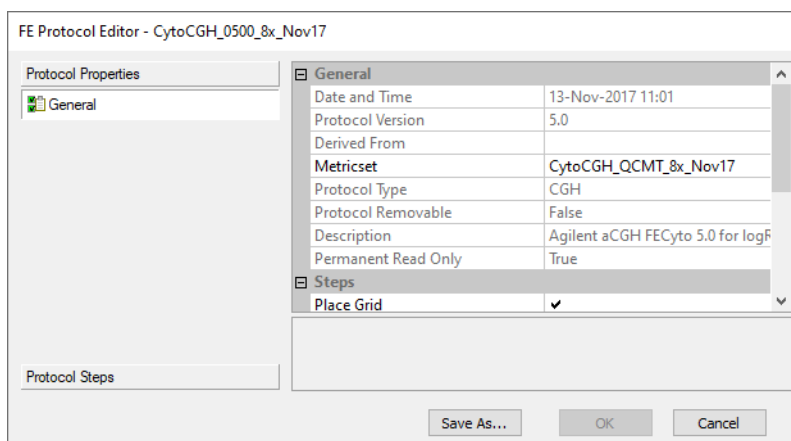 FE Protocol Editor - CytoCGH_0500_8x_Nov17
Protocol Properties
General
Protocol Steps
General
Date and Time 13-Nov-2017 11:01
Protocol Version 5.0
Derived From
Metricset CytoCGH_QCMT_8x_Nov17
Protocol Type CGH
Protocol Removable False
Description Agilent aCGH FECyto 5.0 for logR
Permanent Read Only True
Steps
Place Grid
Save As...
OK
Cancel